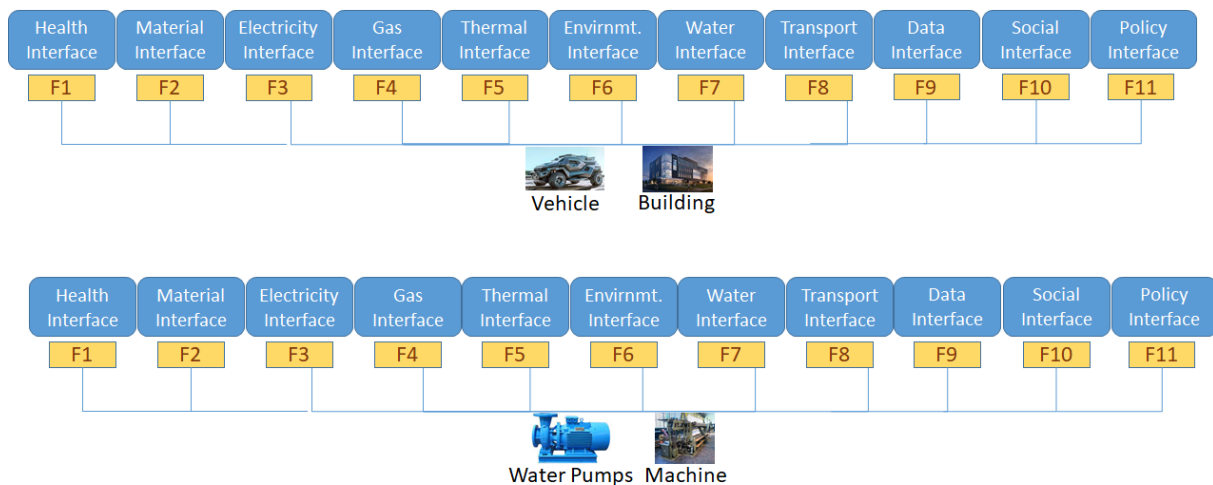 Health Interface
Material Interface
Electricity Interface
Gas Interface
Thermal Interface
Envirnmt. Interface
Water Interface
Transport Interface
Data Interface
Social Interface
Policy Interface
F1 F2 F3 F4 F5 F6 F7 F8 F9 F10 F11
Vehicle Building
Health Interface
Material Interface
Electricity Interface
Gas Interface
Thermal Interface
Envirnmt. Interface
Water Interface
Transport Interface
Data Interface
Social Interface
Policy Interface
F1 F2 F3 F4 F5 F6 F7 F8 F9 F10 F11
Water Pumps Machine